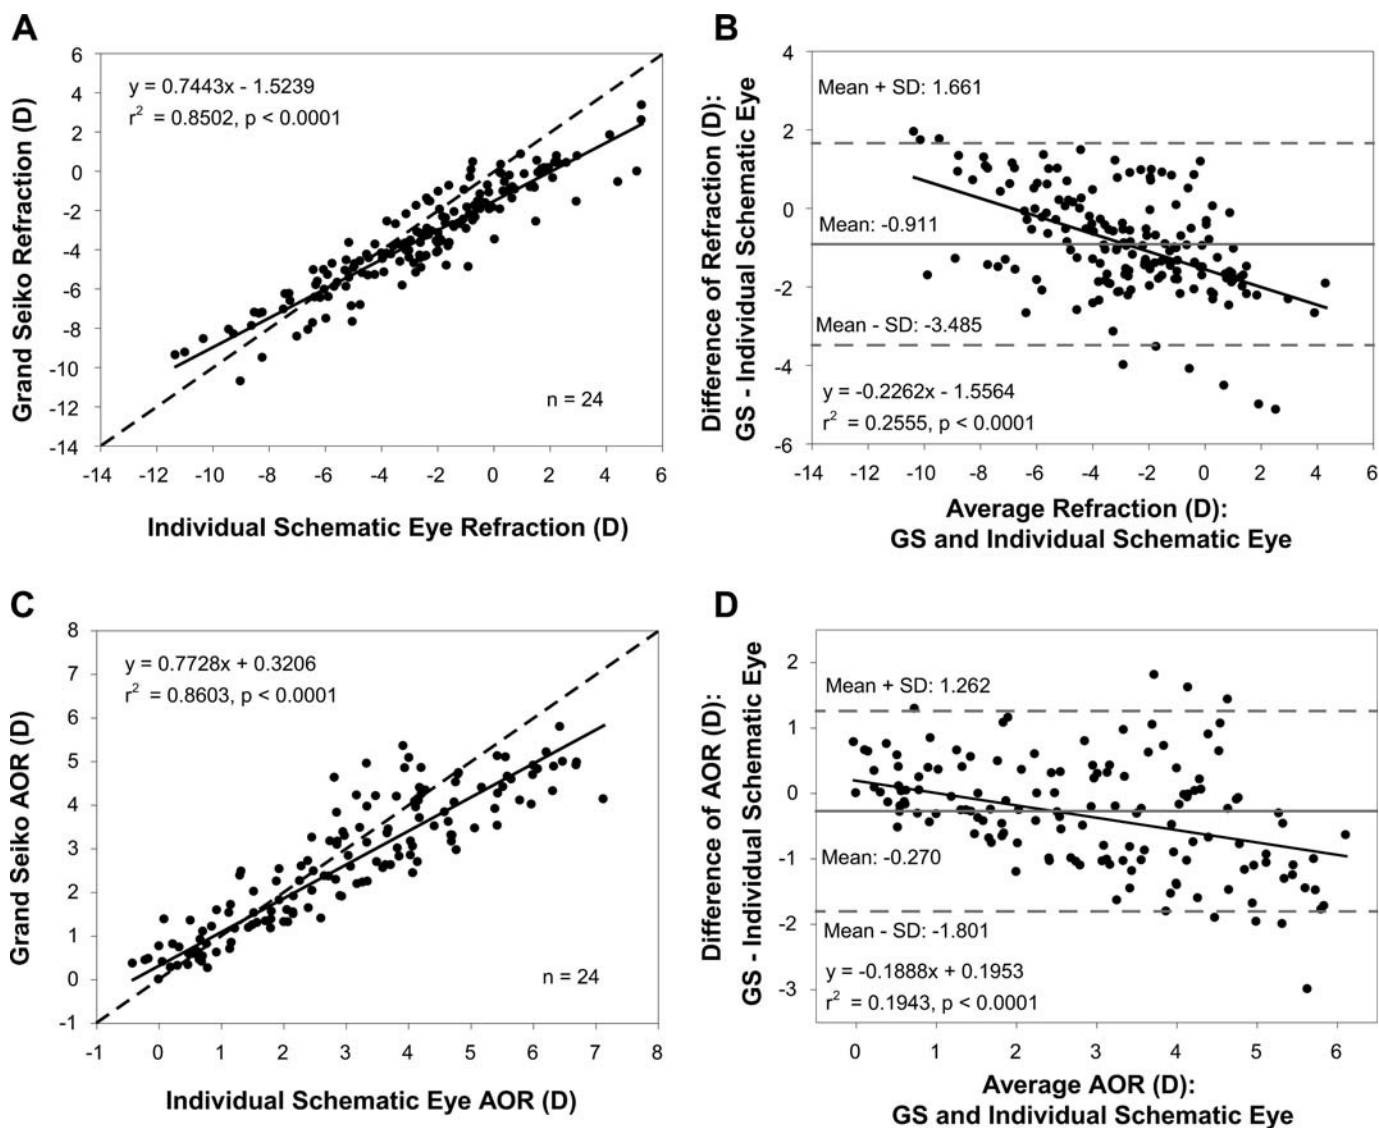 A
Grand Seiko Refraction (D)
6
4
2
0
-2
-4
-6
-8
-10
-12
-14
y = 0.7443x - 1.5239
r² = 0.8502, p < 0.0001
n = 24
-14 -12 -10 -8 -6 -4 -2 0 2 4 6
Individual Schematic Eye Refraction (D)
B
Difference of Refraction (D):
GS - Individual Schematic Eye
4
2
0
-2
-4
-6
Mean + SD: 1.661
Mean: -0.911
Mean - SD: -3.485
y = -0.2262x - 1.5564
r² = 0.2555, p < 0.0001
-14 -12 -10 -8 -6 -4 -2 0 2 4 6
Average Refraction (D):
GS and Individual Schematic Eye
C
Grand Seiko AOR (D)
8
7
6
5
4
3
2
1
0
-1
y = 0.7728x + 0.3206
r² = 0.8603, p < 0.0001
n = 24
-1 0 1 2 3 4 5 6 7 8
Individual Schematic Eye AOR (D)
D
Difference of AOR (D):
GS - Individual Schematic Eye
2
1
0
-1
-2
-3
Mean + SD: 1.262
Mean: -0.270
Mean - SD: -1.801
y = -0.1888x + 0.1953
r² = 0.1943, p < 0.0001
0 1 2 3 4 5 6
Average AOR (D):
GS and Individual Schematic Eye